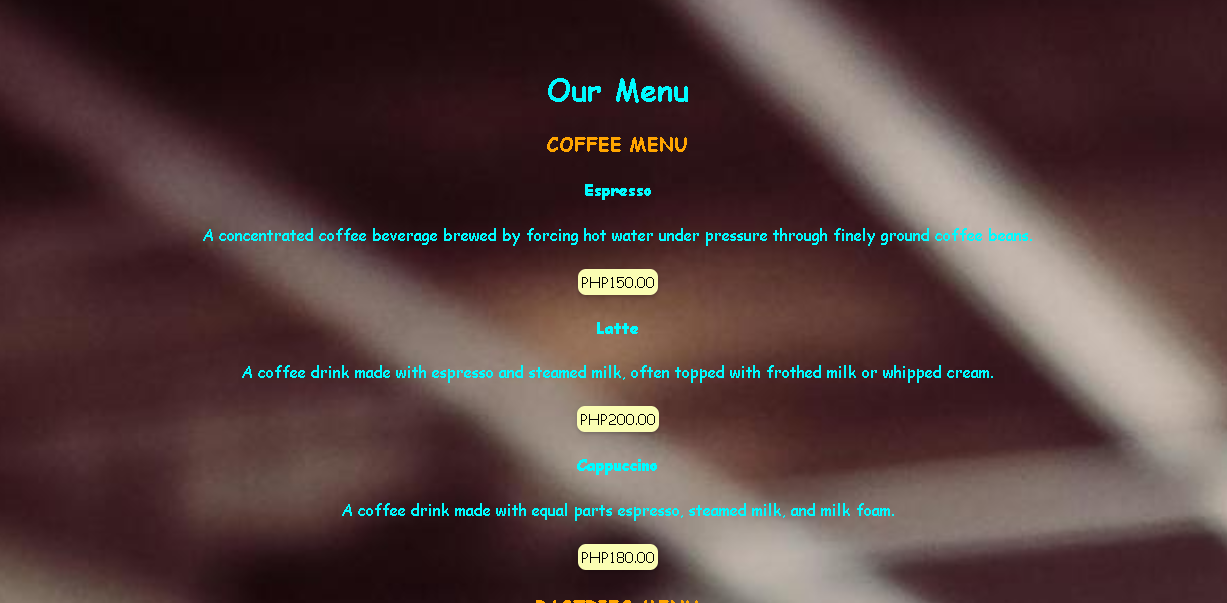 Our Menu
COFFEE MENU
Espresso
A concentrated coffee beverage brewed by forcing hot water under pressure through finely ground coffee beans.
PHP150.00
Latte
A coffee drink made with espresso and steamed milk, often topped with frothed milk or whipped cream.
PHP200.00
Cappuccino
A coffee drink made with equal parts espresso, steamed milk, and milk foam.
PHP180.00
PASTRIES MENU